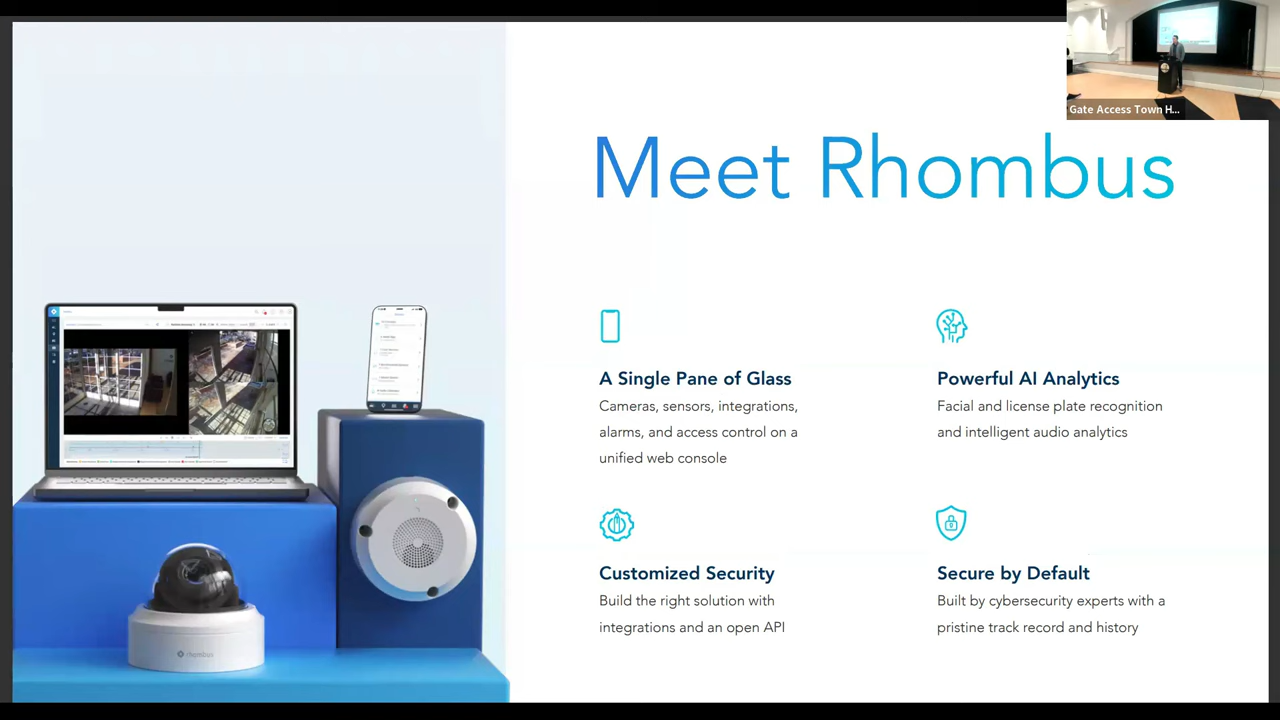 Gate Access Town H...
Meet Rhombus
A Single Pane of Glass
Cameras, sensors, integrations,
alarms, and access control on a
unified web console
Powerful AI Analytics
Facial and license plate recognition
and intelligent audio analytics
Customized Security
Build the right solution with
integrations and an open API
Secure by Default
Built by cybersecurity experts with a
pristine track record and history
rhombus